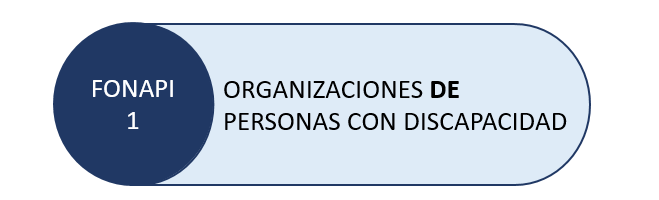 FONAPI
1
ORGANIZACIONES DE
PERSONAS CON DISCAPACIDAD